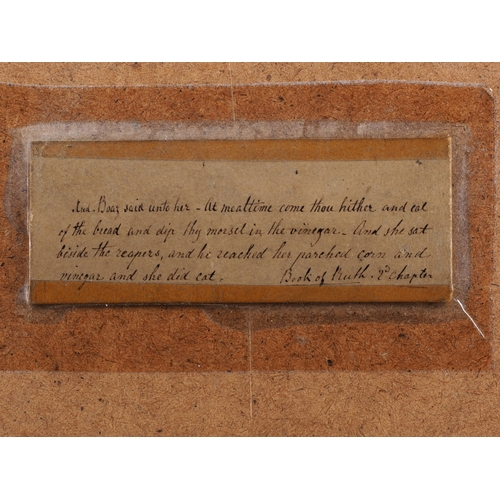 And Boaz said unto her - At mealtime come thou hither and eat
of the bread and dip thy morsel in the vinegar - And she sat
beside the reapers, and he reached her parched corn and
vinegar and she did eat. Book of Ruth. 2d Chapter